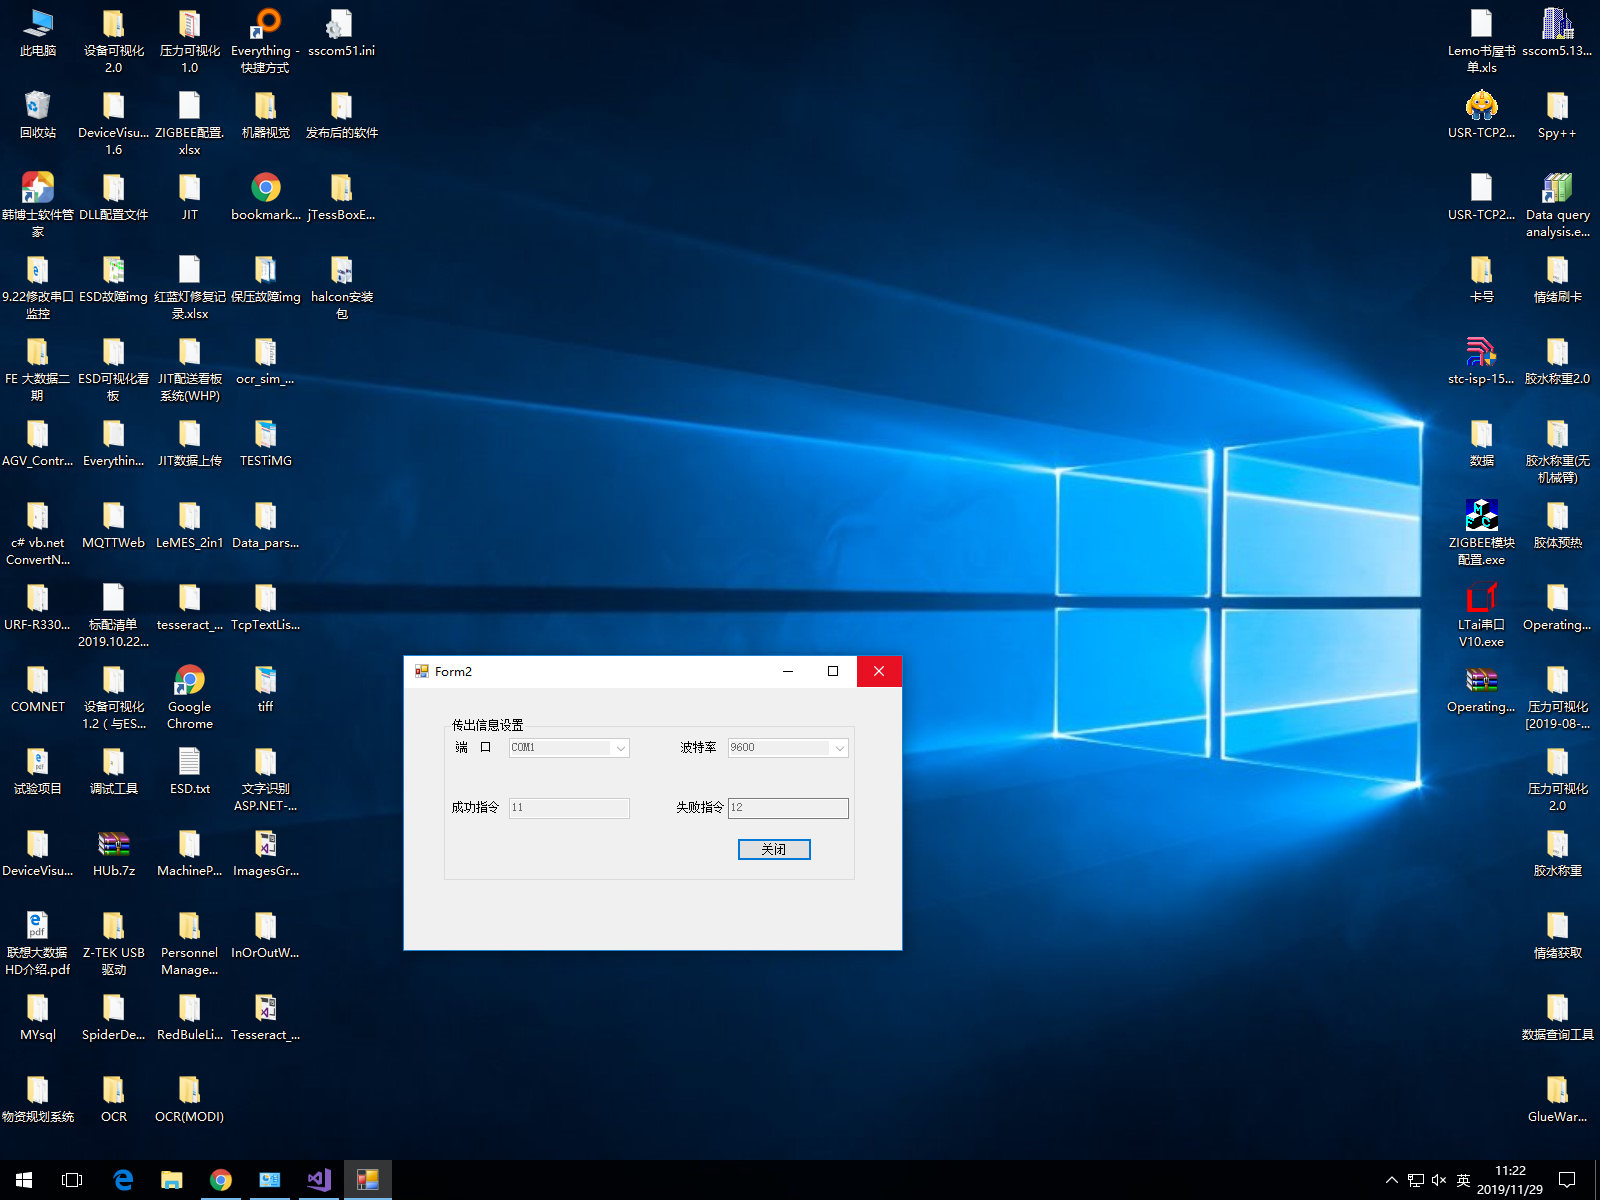 此电脑
设备可视化
2.0
压力可视化
1.0
Everything -
快捷方式
sscom51.ini
回收站
DeviceVisu...
1.6
ZIGBEE配置.
xlsx
机器视觉
发布后的软件
韩博士软件管
家
DLL配置文件
JIT
bookmark...
jTessBoxE...
9.22修改串口
监控
ESD故障img
红蓝灯修复记
录.xlsx
保压故障img
halcon安装
包
FE 大数据二
期
ESD可视化看
板
JIT配送看板
系统(WHP)
ocr_sim_...
AGV_Contr...
Everythin...
JIT数据上传
TESTiMG
c# vb.net
ConvertN...
MQTTWeb
LeMES_2in1
Data_pars...
URF-R330...
标配清单
2019.10.22...
tesseract_...
TcpTextLis...
COMNET
设备可视化
1.2（与ES...
Google
Chrome
tiff
试验项目
调试工具
ESD.txt
文字识别
ASP.NET-...
DeviceVisu...
HUb.7z
MachineP...
ImagesGr...
联想大数据
HD介绍.pdf
Z-TEK USB
驱动
Personnel
Manage...
InOrOutW...
MYsql
SpiderDe...
RedBuleLi...
Tesseract_...
物资规划系统
OCR
OCR(MODI)
Form2
传出信息设置
端 口
COM1
波特率
9600
成功指令
11
失败指令
12
关闭
Lemo书屋书
单.xls
sscom5.13...
USR-TCP2...
Spy++
USR-TCP2...
Data query
analysis.e...
卡号
情绪刷卡
stc-isp-15...
胶水称重2.0
数据
胶水称重(无
机械臂)
ZIGBEE模块
配置.exe
胶体预热
LTai串口
V10.exe
Operating...
Operating...
压力可视化
[2019-08-...
压力可视化
2.0
胶水称重
情绪获取
数据查询工具
GlueWar...
英
11:22
2019/11/29